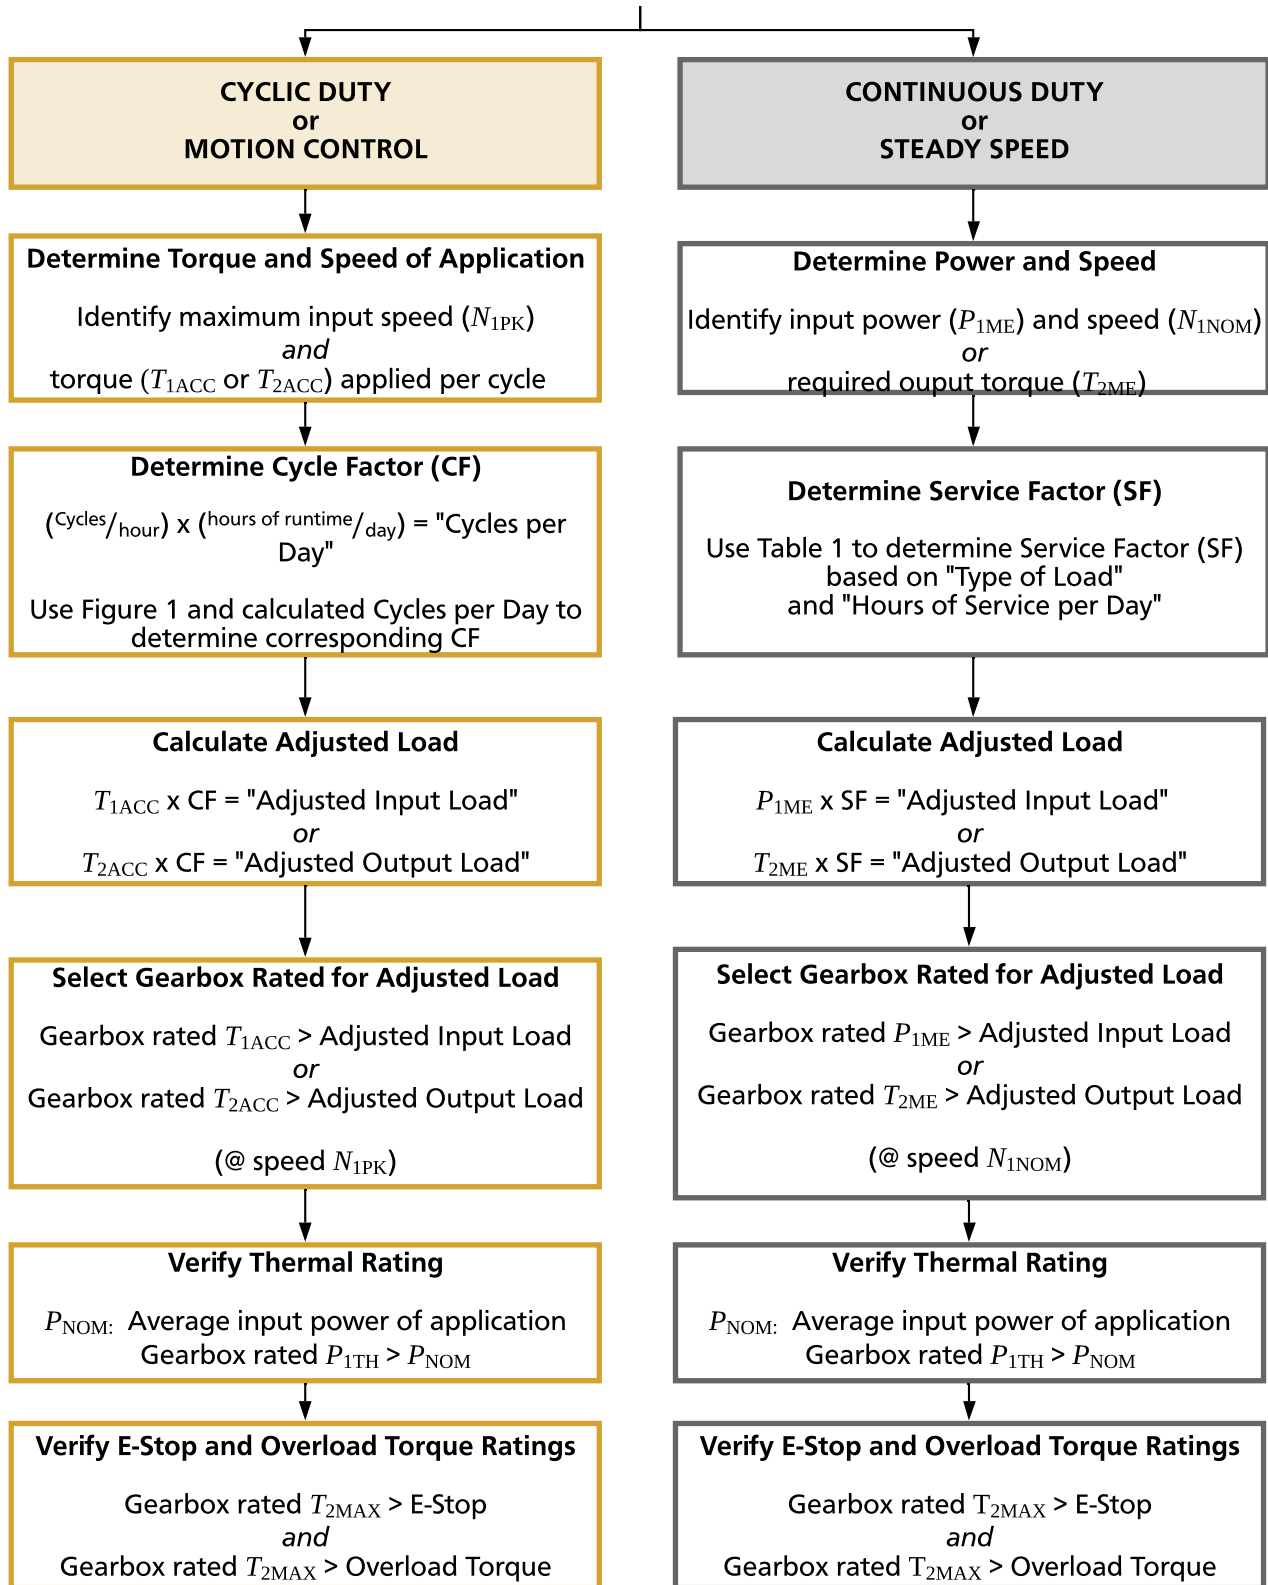 CYCLIC DUTY
or
MOTION CONTROL
Determine Torque and Speed of Application
Identify maximum input speed (N1PK)
and
torque (T1ACC or T2ACC) applied per cycle
Determine Cycle Factor (CF)
(Cycles/hour) x (hours of runtime/day) = "Cycles per
Day"
Use Figure 1 and calculated Cycles per Day to
determine corresponding CF
Calculate Adjusted Load
T1ACC x CF = "Adjusted Input Load"
or
T2ACC x CF = "Adjusted Output Load"
Select Gearbox Rated for Adjusted Load
Gearbox rated T1ACC > Adjusted Input Load
or
Gearbox rated T2ACC > Adjusted Output Load
(@ speed N1PK)
Verify Thermal Rating
PNOM: Average input power of application
Gearbox rated P1TH > PNOM
Verify E-Stop and Overload Torque Ratings
Gearbox rated T2MAX > E-Stop
and
Gearbox rated T2MAX > Overload Torque
CONTINUOUS DUTY
or
STEADY SPEED
Determine Power and Speed
Identify input power (P1ME) and speed (N1NOM)
or
required ouput torque (T2ME)
Determine Service Factor (SF)
Use Table 1 to determine Service Factor (SF)
based on "Type of Load"
and "Hours of Service per Day"
Calculate Adjusted Load
P1ME x SF = "Adjusted Input Load"
or
T2ME x SF = "Adjusted Output Load"
Select Gearbox Rated for Adjusted Load
Gearbox rated P1ME > Adjusted Input Load
or
Gearbox rated T2ME > Adjusted Output Load
(@ speed N1NOM)
Verify Thermal Rating
PNOM: Average input power of application
Gearbox rated P1TH > PNOM
Verify E-Stop and Overload Torque Ratings
Gearbox rated T2MAX > E-Stop
and
Gearbox rated T2MAX > Overload Torque